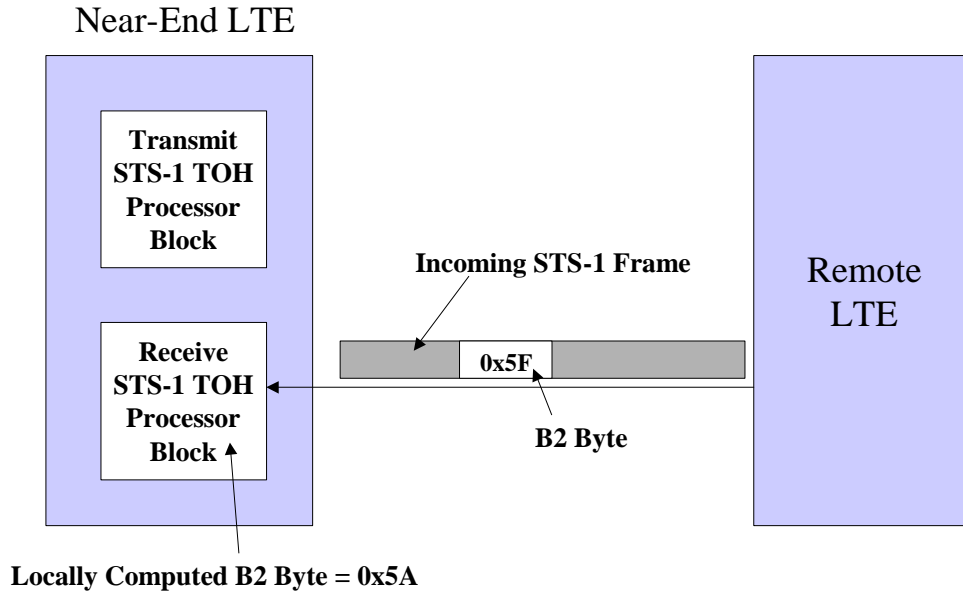 Near-End LTE
Transmit
STS-1 TOH
Processor
Block
Incoming STS-1 Frame
Remote
LTE
Receive
STS-1 TOH
Processor
Block
0x5F
B2 Byte
Locally Computed B2 Byte = 0x5A